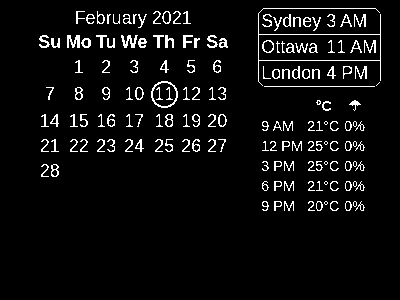 February 2021
Su Mo Tu We Th Fr Sa
1 2 3 4 5 6
7 8 9 10 11 12 13
14 15 16 17 18 19 20
21 22 23 24 25 26 27
28
Sydney 3 AM
Ottawa 11 AM
London 4 PM
°C ☂
9 AM 21°C 0%
12 PM 25°C 0%
3 PM 25°C 0%
6 PM 21°C 0%
9 PM 20°C 0%